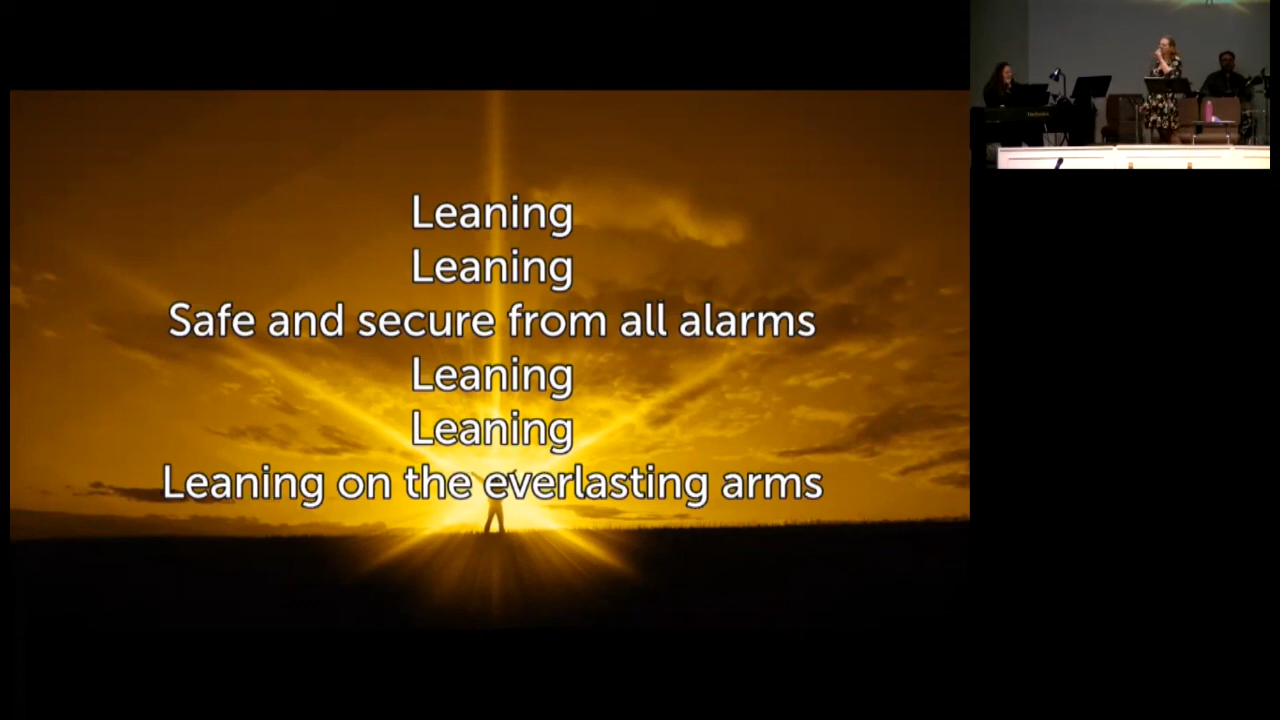 Leaning
Leaning
Safe and secure from all alarms
Leaning
Leaning
Leaning on the everlasting arms